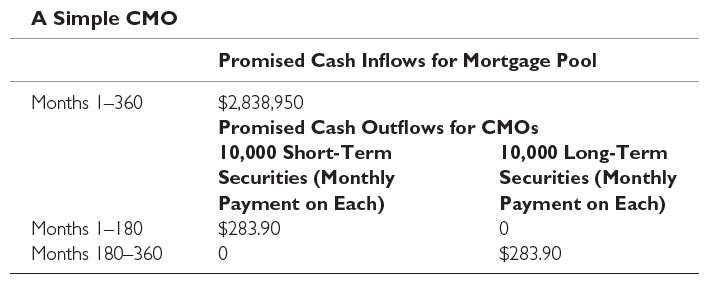 A Simple CMO
Promised Cash Inflows for Mortgage Pool
Months 1–360 $2,838,950
Promised Cash Outflows for CMOs
10,000 Short-Term 10,000 Long-Term
Securities (Monthly Securities (Monthly
Payment on Each) Payment on Each)
Months 1–180 $283.90 0
Months 180–360 0 $283.90